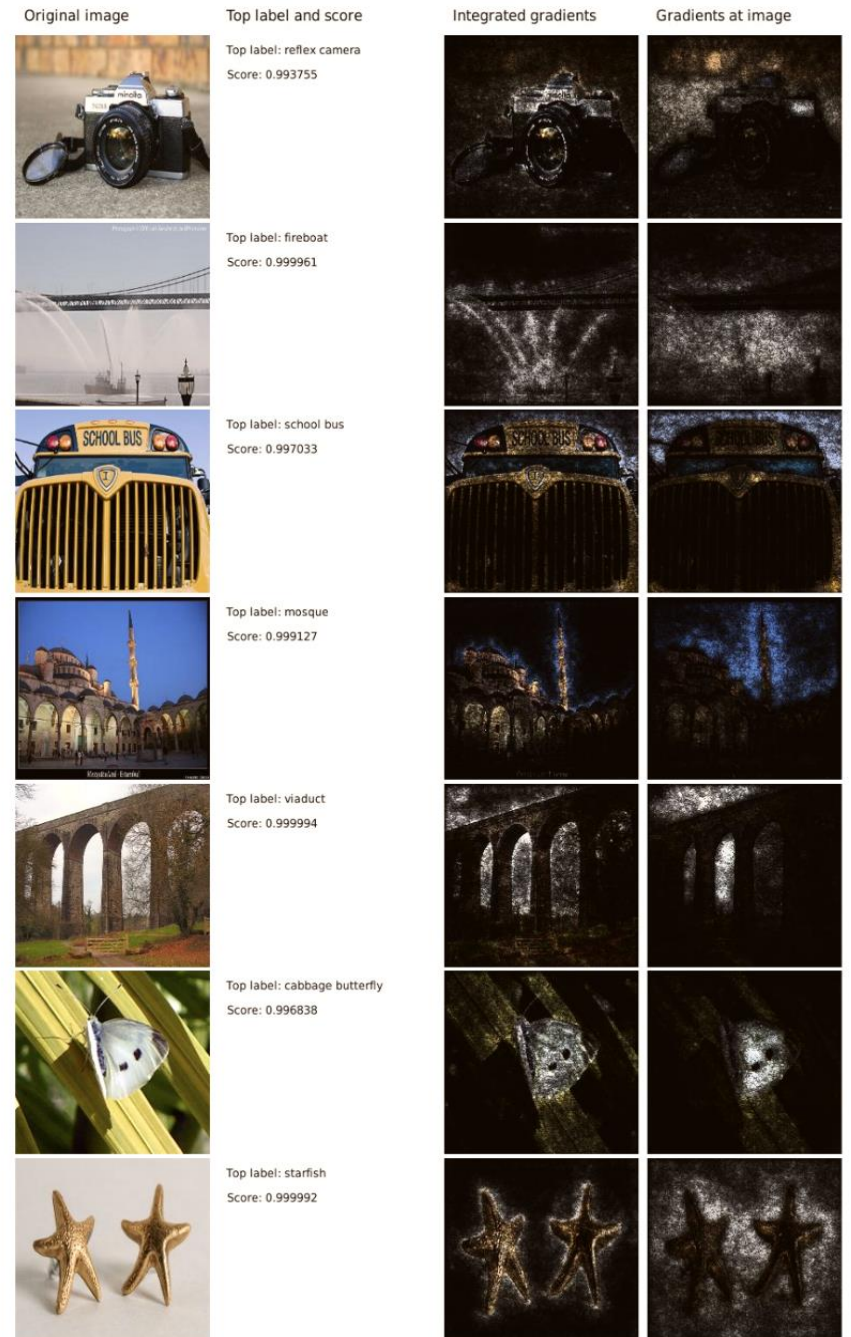 Original image
Top label and score
Integrated gradients
Gradients at image
Top label: reflex camera
Score: 0.993755
minolta
Top label: fireboat
Score: 0.999961
Top label: school bus
Score: 0.997033
SCHOOL BUS
SCHOOL BUS
SCHOOL BUS
Top label: mosque
Score: 0.999127
Top label: viaduct
Score: 0.999994
Top label: cabbage butterfly
Score: 0.996838
Top label: starfish
Score: 0.999992